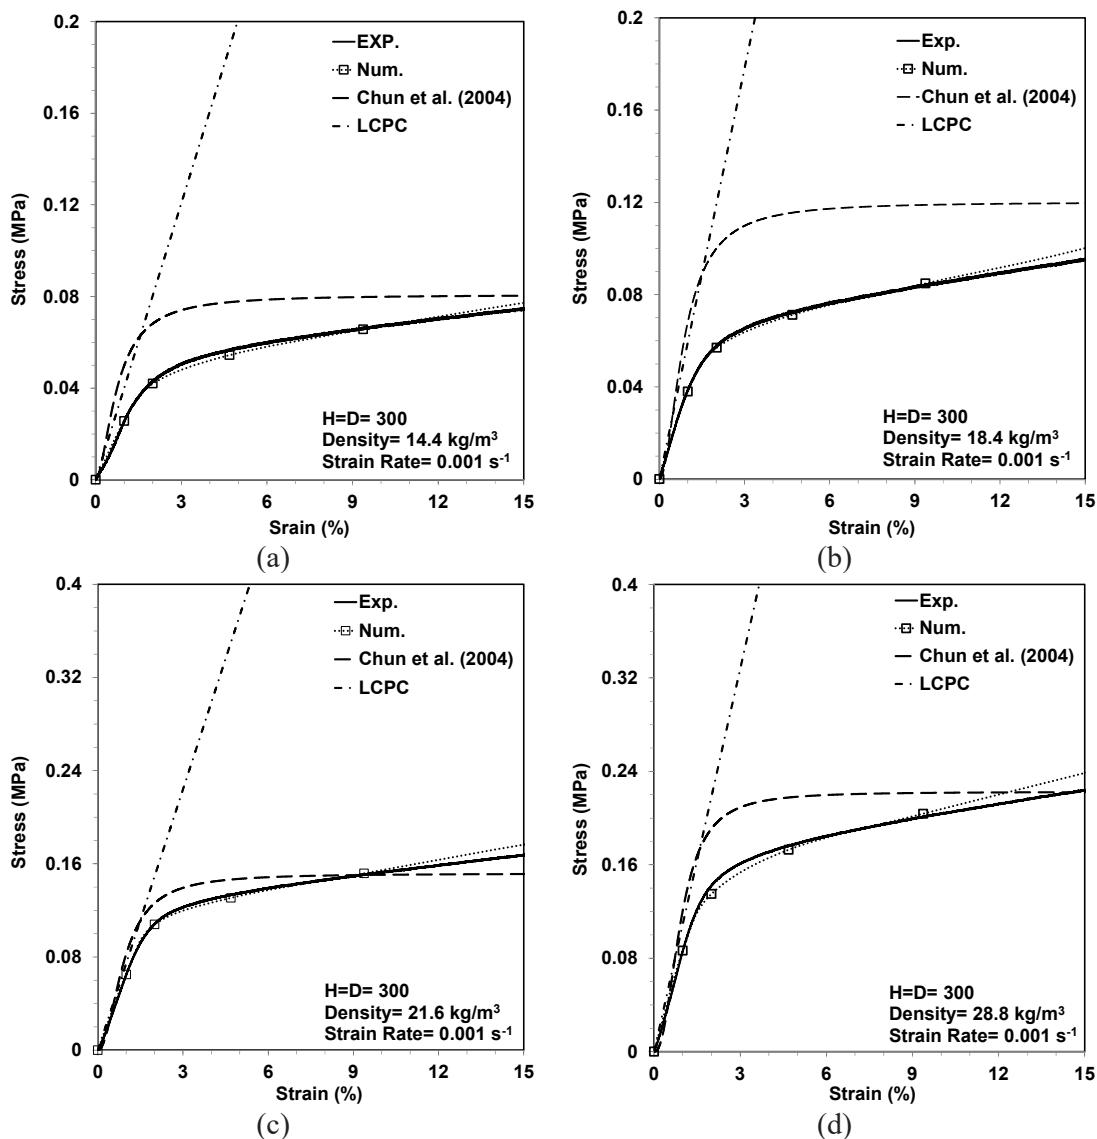 0.2
0.16
0.12
0.08
0.04
0
Stress (MPa)
EXP.
Num.
Chun et al. (2004)
LCPC
H=D= 300
Density= 14.4 kg/m³
Strain Rate= 0.001 s⁻¹
0 3 6 9 12 15
Srain (%)
(a)
0.2
0.16
0.12
0.08
0.04
0
Stress (MPa)
Exp.
Num.
Chun et al. (2004)
LCPC
H=D= 300
Density= 18.4 kg/m³
Strain Rate= 0.001 s⁻¹
0 3 6 9 12 15
Strain (%)
(b)
0.4
0.32
0.24
0.16
0.08
0
Stress (MPa)
Exp.
Num.
Chun et al. (2004)
LCPC
H=D= 300
Density= 21.6 kg/m³
Strain Rate= 0.001 s⁻¹
0 3 6 9 12 15
Strain (%)
(c)
0.4
0.32
0.24
0.16
0.08
0
Stress (MPa)
Exp.
Num.
Chun et al. (2004)
LCPC
H=D= 300
Density= 28.8 kg/m³
Strain Rate= 0.001 s⁻¹
0 3 6 9 12 15
Strain (%)
(d)